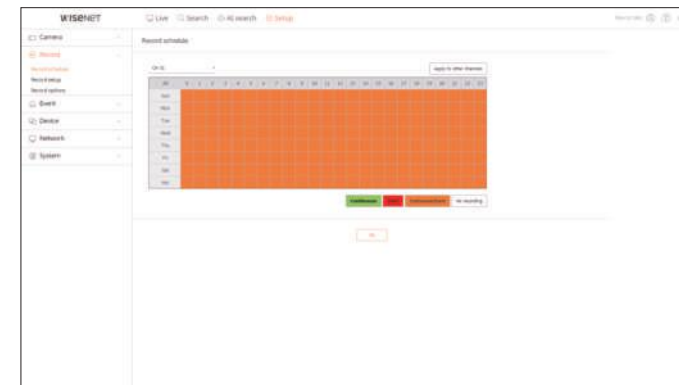 WISENET
Live Search AI search Setup
Camera
Record
Record schedule
Record setup
Record options
Event
Device
Network
System
Record schedule
CH 01
Apply to other channels
All 0 1 2 3 4 5 6 7 8 9 10 11 12 13 14 15 16 17 18 19 20 21 22 23
Sun
Mon
Tue
Wed
Thu
Fri
Sat
Continuous Event Continuous/Event No recording
OK